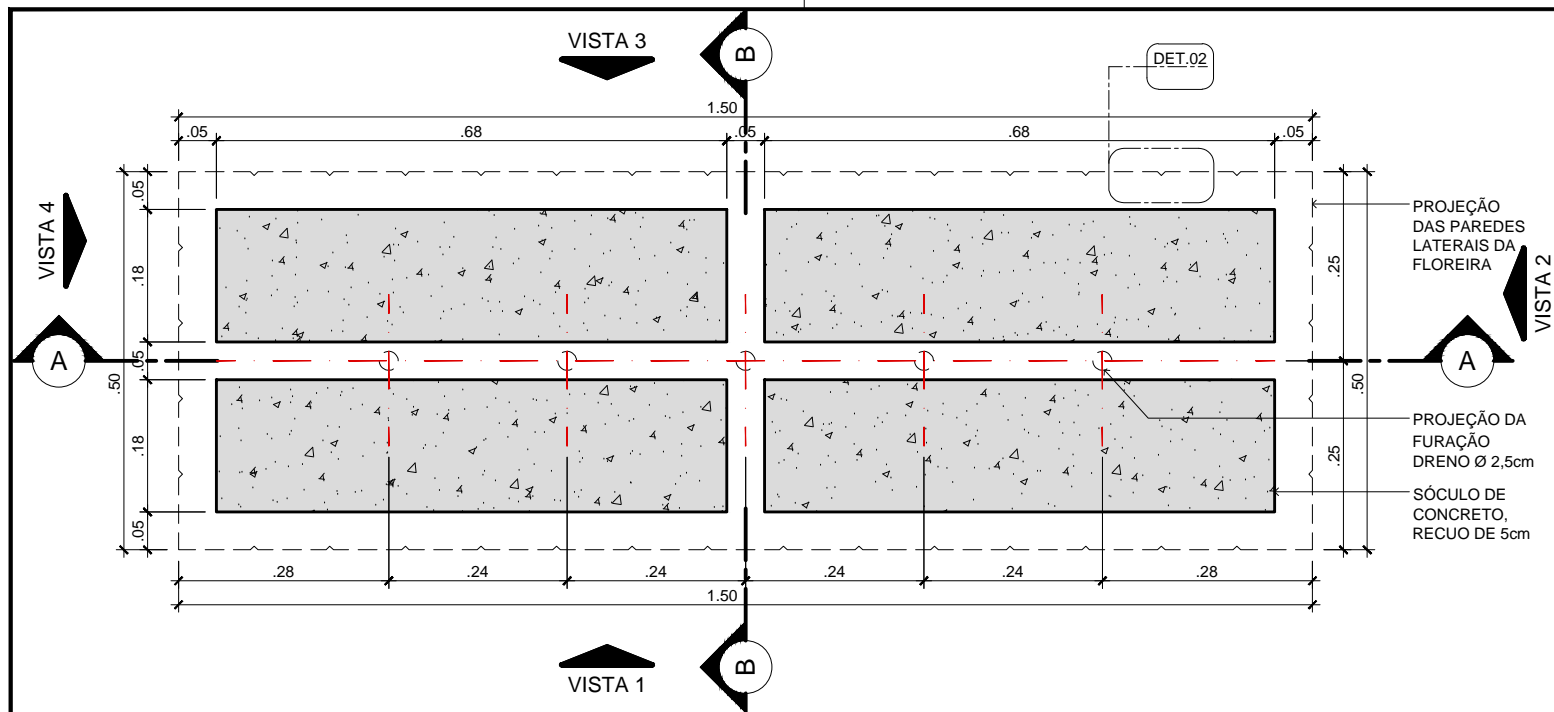 VISTA 3
B
DET.02
1.50
.05
.68
.05
.68
.05
.05
.18
.05
.18
.05
.50
VISTA 4
A
.25
.25
.50
PROJEÇÃO
DAS PAREDES
LATERAIS DA
FLOREIRA
VISTA 2
A
PROJEÇÃO DA
FURAÇÃO
DRENO Ø 2,5cm
SÓCULO DE
CONCRETO,
RECUO DE 5cm
.28
.24
.24
.24
.24
.28
1.50
VISTA 1
B